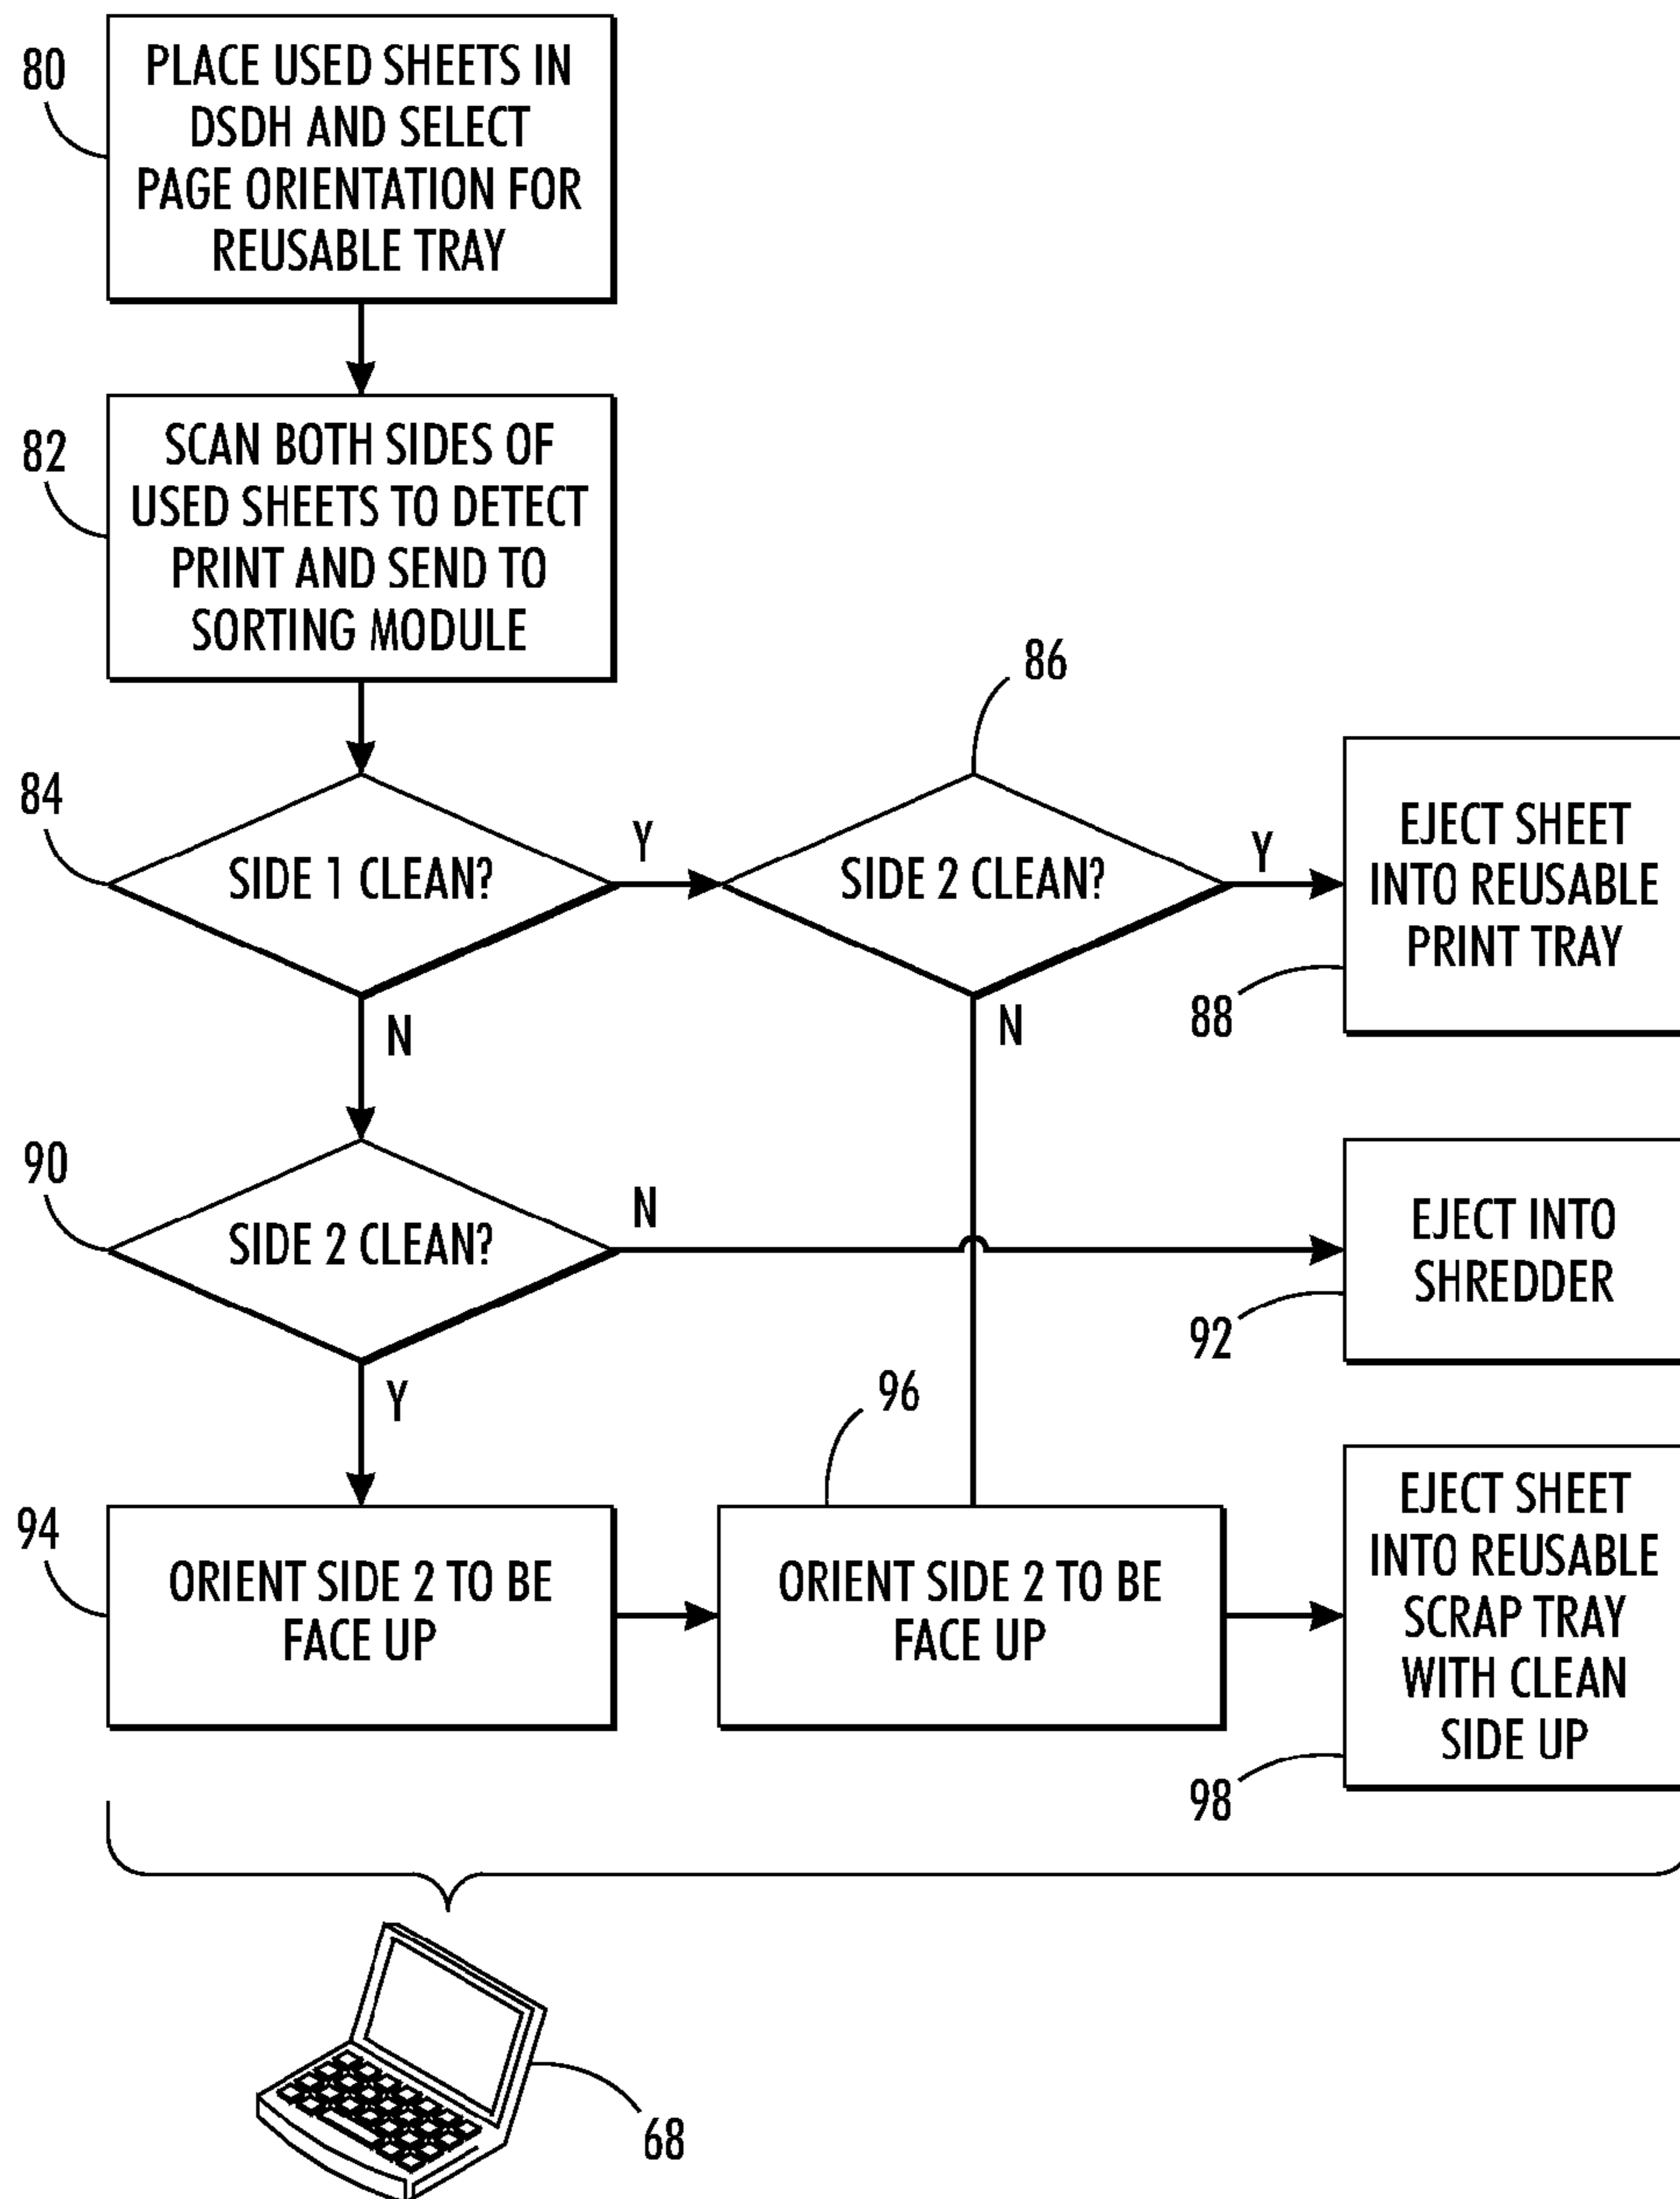 80
PLACE USED SHEETS IN
DSDH AND SELECT
PAGE ORIENTATION FOR
REUSABLE TRAY
82
SCAN BOTH SIDES OF
USED SHEETS TO DETECT
PRINT AND SEND TO
SORTING MODULE
84
SIDE 1 CLEAN?
Y
N
86
SIDE 2 CLEAN?
Y
N
EJECT SHEET
INTO REUSABLE
PRINT TRAY
88
90
SIDE 2 CLEAN?
N
Y
EJECT INTO
SHREDDER
92
94
ORIENT SIDE 2 TO BE
FACE UP
96
ORIENT SIDE 2 TO BE
FACE UP
EJECT SHEET
INTO REUSABLE
SCRAP TRAY
WITH CLEAN
SIDE UP
98
68